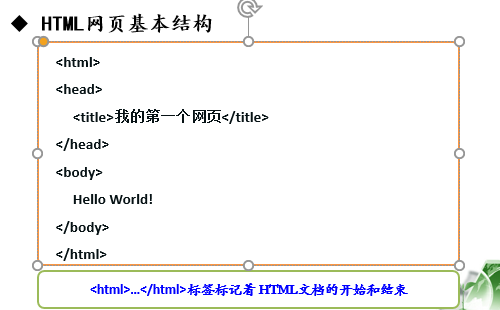 ◆ HTML网页基本结构
<html>
<head>
<title>我的第一个网页</title>
</head>
<body>
Hello World!
</body>
</html>
<html>...</html>标签标记着 HTML文档的开始和结束